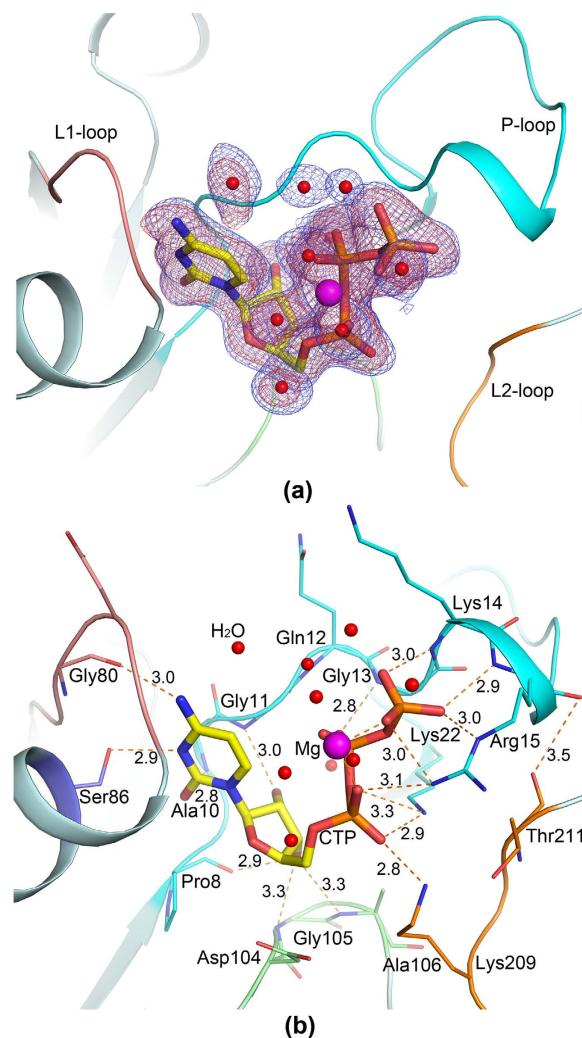 L1-loop
P-loop
L2-loop
(a)
Lys14
H₂O
Gln12
3.0
Gly80
3.0
Gly13
2.9
Gly11
2.8
3.0
Mg
Lys22
Arg15
2.9
3.0
3.0
3.5
Ser86
2.8
3.1
Ala10
3.3
CTP
2.9
Thr211
2.9
Pro8
2.8
3.3
3.3
Gly105
Asp104
Ala106
Lys209
(b)